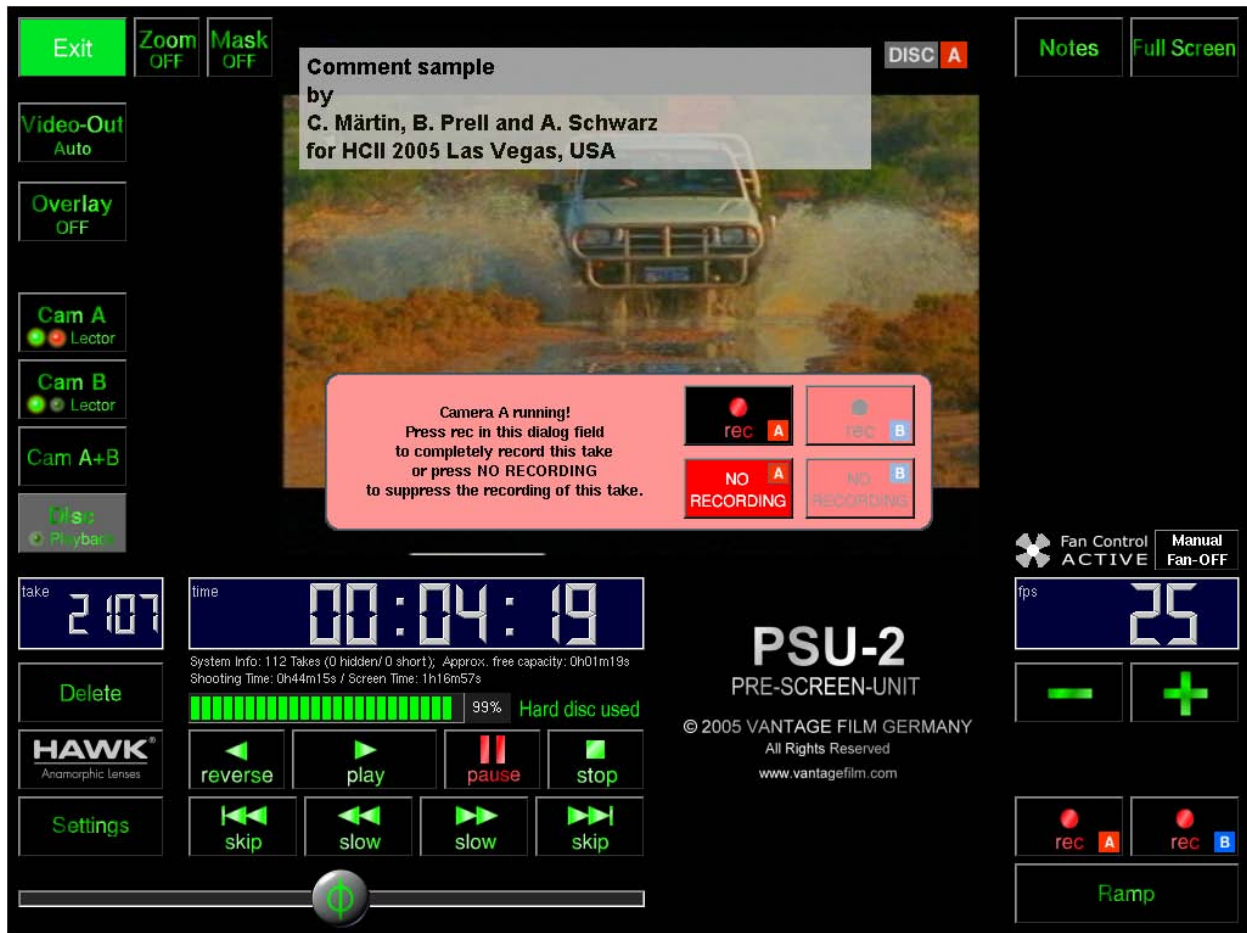 Exit
Zoom
OFF
Mask
OFF
Comment sample
by
C. Märtin, B. Prell and A. Schwarz
for HCII 2005 Las Vegas, USA
DISC A
Notes
Full Screen
Video-Out
Auto
Overlay
OFF
Cam A
Lector
Cam B
Lector
Cam A+B
Disc
Playback
Camera A running!
Press rec in this dialog field
to completely record this take
or press NO RECORDING
to suppress the recording of this take.
rec A
rec B
NO A
RECORDING
NO B
RECORDING
Fan Control
ACTIVE
Manual
Fan-OFF
take
2107
time
00:04:19
fps
25
System Info: 112 Takes (0 hidden/ 0 short); Approx. free capacity: 0h01m19s
Shooting Time: 0h44m15s / Screen Time: 1h16m57s
99% Hard disc used
PSU-2
PRE-SCREEN-UNIT
© 2005 VANTAGE FILM GERMANY
All Rights Reserved
www.vantagefilm.com
Delete
HAWK®
Anamorphic Lenses
Settings
reverse
play
pause
stop
skip
slow
slow
skip
rec A
rec B
Ramp